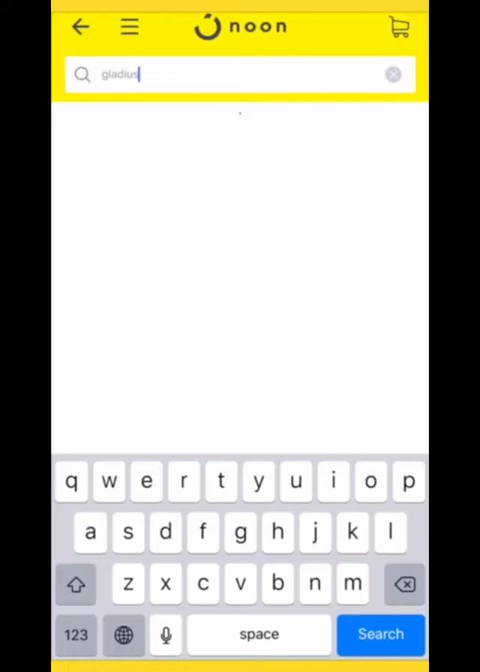 noon
gladius
q w e r t y u i o p
a s d f g h j k l
z x c v b n m
123 space Search